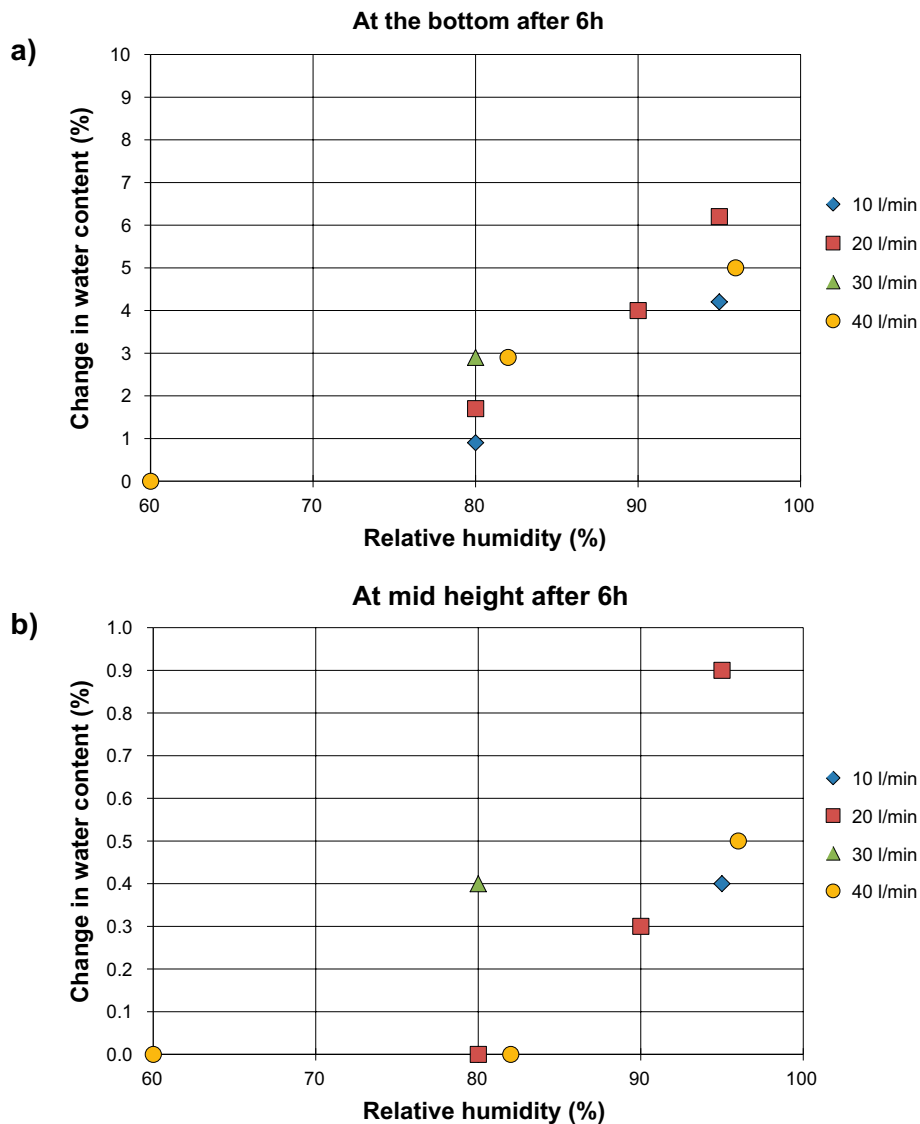 At the bottom after 6h
a)
10
9
8
7
6
5
4
3
2
1
0
Change in water content (%)
60 70 80 90 100
Relative humidity (%)
10 l/min
20 l/min
30 l/min
40 l/min
At mid height after 6h
b)
1.0
0.9
0.8
0.7
0.6
0.5
0.4
0.3
0.2
0.1
0.0
Change in water content (%)
60 70 80 90 100
Relative humidity (%)
10 l/min
20 l/min
30 l/min
40 l/min